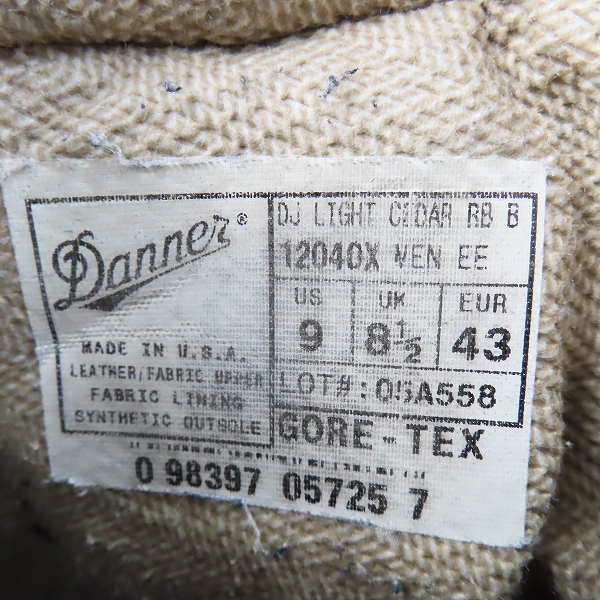 Danner®
MADE IN U.S.A.
LEATHER/FABRIC UPPER
FABRIC LINING
SYNTHETIC OUTSOLE
DJ LIGHT CEDAR RB B
12040X MEN EE
US UK EUR
9 8½ 43
LOT#:05A558
GORE-TEX
0 98397 05725 7